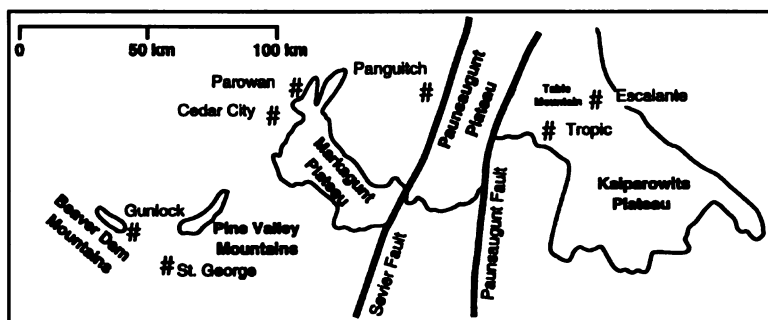 0
50 km
100 km
Parowan
Panguitch
Cedar City
Markagunt
Plateau
Paunsaugunt
Plateau
Table
Mountain
Escalante
Tropic
Kaiparowits
Plateau
Gunlock
Beaver Dam
Mountains
Pine Valley
Mountains
St. George
Sevier Fault
Paunsaugunt Fault